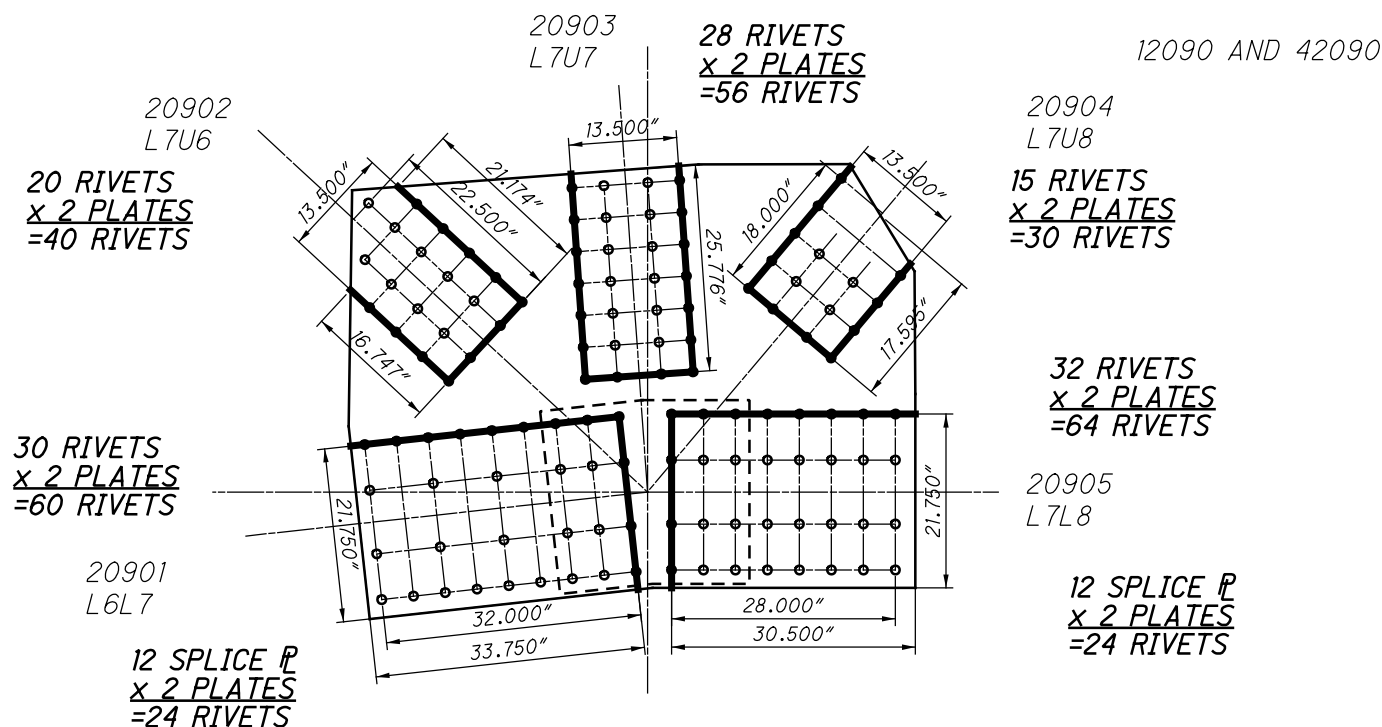 20903
L7U7
28 RIVETS
x 2 PLATES
=56 RIVETS
12090 AND 42090
20902
L7U6
20904
L7U8
20 RIVETS
x 2 PLATES
=40 RIVETS
15 RIVETS
x 2 PLATES
=30 RIVETS
13.500"
21.174"
22.500"
13.500"
16.747"
25.776"
18.000"
13.500"
17.595"
32 RIVETS
x 2 PLATES
=64 RIVETS
30 RIVETS
x 2 PLATES
=60 RIVETS
20905
L7L8
21.750"
21.750"
20901
L6L7
32.000"
33.750"
28.000"
30.500"
12 SPLICE ⅊
x 2 PLATES
=24 RIVETS
12 SPLICE ⅊
x 2 PLATES
=24 RIVETS